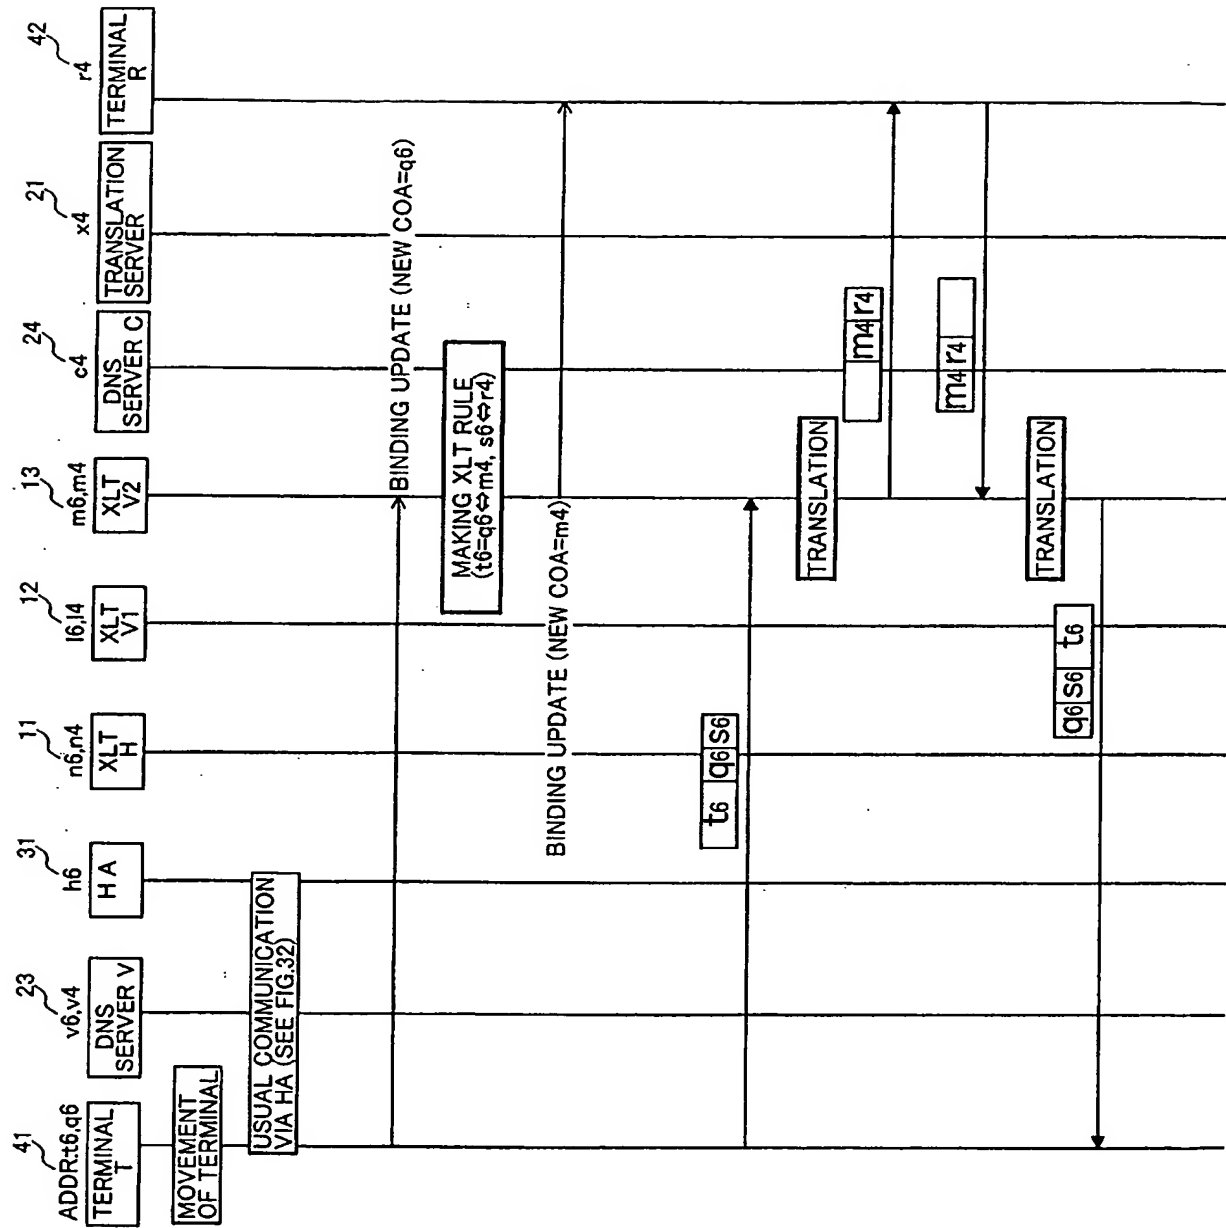 41
ADDR:t6,q6
TERMINAL
T
23
v6,v4
DNS
SERVER V
31
h6
H A
11
n6,n4
XLT
H
12
l6,l4
XLT
V1
13
m6,m4
XLT
V2
24
c4
DNS
SERVER C
21
x4
TRANSLATION
SERVER
42
r4
TERMINAL
R
MOVEMENT
OF TERMINAL
USUAL COMMUNICATION
VIA HA (SEE FIG.32)
BINDING UPDATE (NEW COA=q6)
MAKING XLT RULE
(t6=q6⇔m4, s6⇔r4)
BINDING UPDATE (NEW COA=m4)
t6 q6 s6
TRANSLATION
m4 r4
m4 r4
TRANSLATION
q6 s6 t6